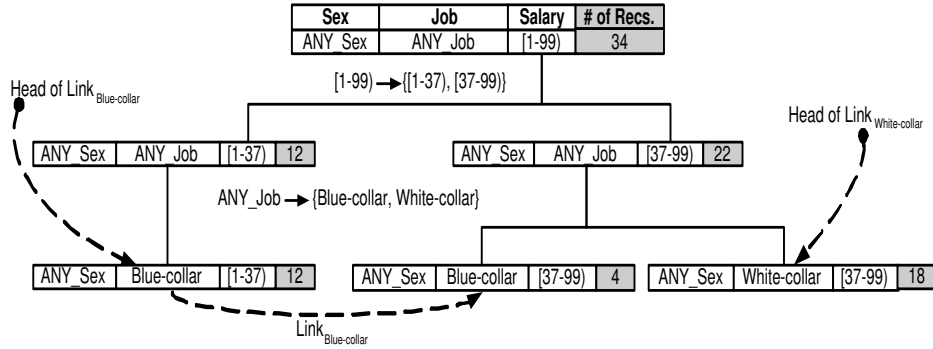 Sex Job Salary # of Recs.
ANY_Sex ANY_Job [1-99) 34
[1-99) → {[1-37), [37-99)}
Head of Link Blue-collar
Head of Link White-collar
ANY_Sex ANY_Job [1-37) 12
ANY_Sex ANY_Job [37-99) 22
ANY_Job → {Blue-collar, White-collar}
ANY_Sex Blue-collar [1-37) 12
ANY_Sex Blue-collar [37-99) 4
ANY_Sex White-collar [37-99) 18
Link Blue-collar